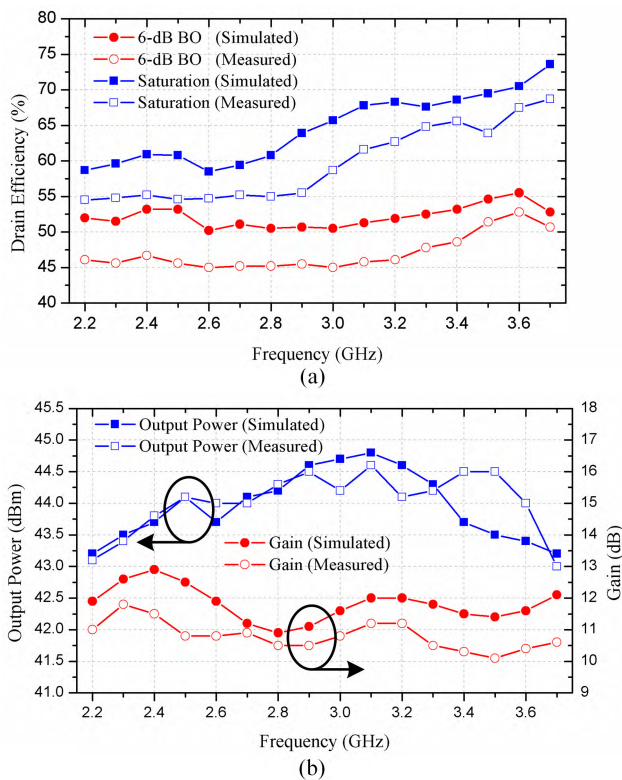 80
75
70
65
60
55
50
45
40
Drain Efficiency (%)
6-dB BO (Simulated)
6-dB BO (Measured)
Saturation (Simulated)
Saturation (Measured)
2.2 2.4 2.6 2.8 3.0 3.2 3.4 3.6
Frequency (GHz)
(a)
45.5
45.0
44.5
44.0
43.5
43.0
42.5
42.0
41.5
41.0
Output Power (dBm)
Output Power (Simulated)
Output Power (Measured)
Gain (Simulated)
Gain (Measured)
18
17
16
15
14
13
12
11
10
9
Gain (dB)
2.2 2.4 2.6 2.8 3.0 3.2 3.4 3.6
Frequency (GHz)
(b)